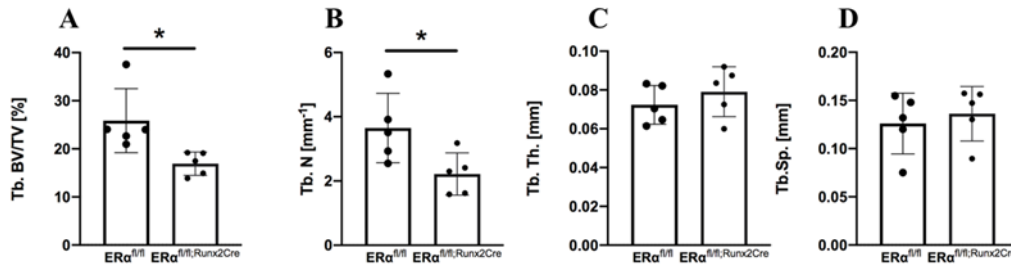 A
B
C
D
*
*
Tb. BV/TV [%]
40
30
20
10
0
ERα^fl/fl ERα^fl/fl;Runx2Cre
Tb. N [mm⁻¹]
6
4
2
0
ERα^fl/fl ERα^fl/fl;Runx2Cre
Tb. Th. [mm]
0.10
0.08
0.06
0.04
0.02
0.00
ERα^fl/fl ERα^fl/fl;Runx2Cre
Tb.Sp. [mm]
0.20
0.15
0.10
0.05
0.00
ERα^fl/fl ERα^fl/fl;Runx2Cre